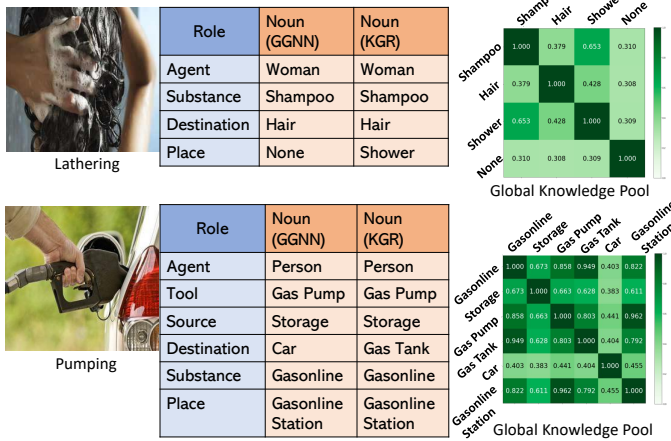 Role Noun (GGNN) Noun (KGR)
Agent Woman Woman
Substance Shampoo Shampoo
Destination Hair Hair
Place None Shower
Lathering
Shampoo Hair Shower None
Shampoo 1.000 0.379 0.653 0.310
Hair 0.379 1.000 0.428 0.308
Shower 0.653 0.428 1.000 0.309
None 0.310 0.308 0.309 1.000
Global Knowledge Pool
Role Noun (GGNN) Noun (KGR)
Agent Person Person
Tool Gas Pump Gas Pump
Source Storage Storage
Destination Car Gas Tank
Substance Gasonline Gasonline
Place Gasonline Station Gasonline Station
Pumping
Gasonline Storage Gas Pump Gas Tank Car Gasonline Station
Gasonline 1.000 0.673 0.858 0.949 0.403 0.822
Storage 0.673 1.000 0.663 0.628 0.383 0.611
Gas Pump 0.858 0.663 1.000 0.803 0.441 0.962
Gas Tank 0.949 0.628 0.803 1.000 0.404 0.792
Car 0.403 0.383 0.441 0.404 1.000 0.455
Gasonline Station 0.822 0.611 0.962 0.792 0.455 1.000
Global Knowledge Pool